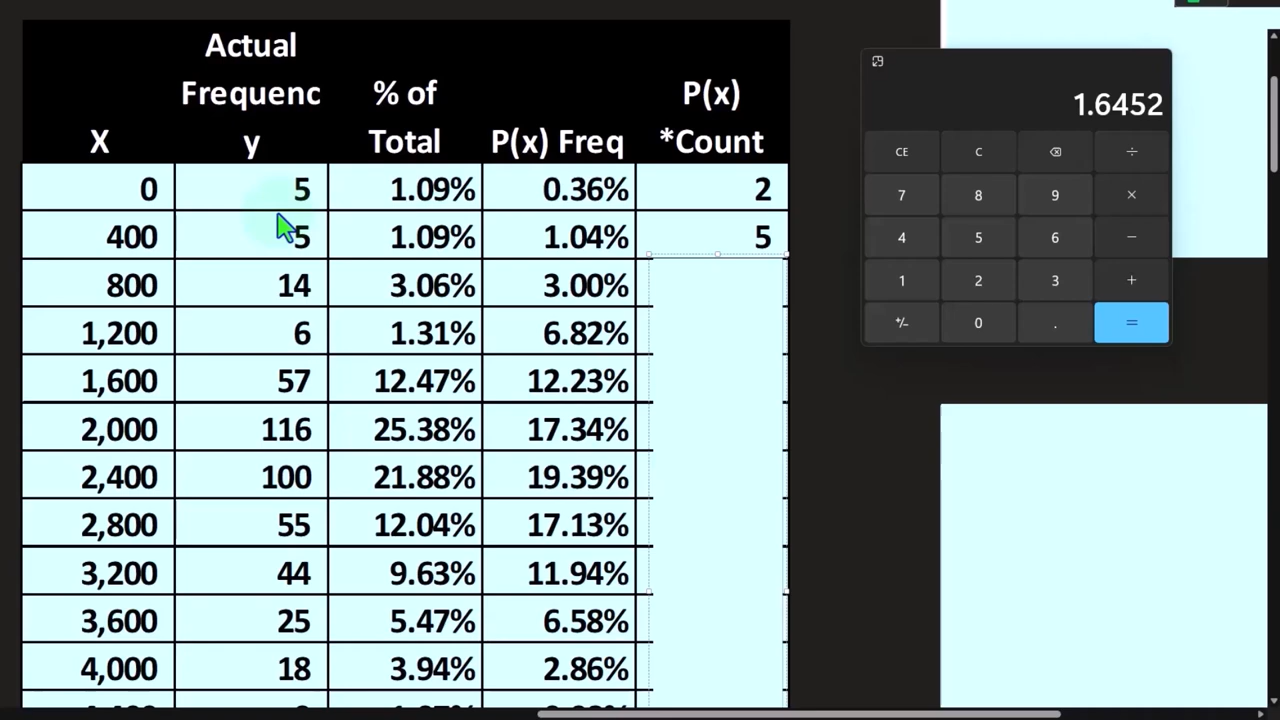 Actual
Frequenc % of P(x)
X y Total P(x) Freq *Count
0 5 1.09% 0.36% 2
400 5 1.09% 1.04% 5
800 14 3.06% 3.00%
1,200 6 1.31% 6.82%
1,600 57 12.47% 12.23%
2,000 116 25.38% 17.34%
2,400 100 21.88% 19.39%
2,800 55 12.04% 17.13%
3,200 44 9.63% 11.94%
3,600 25 5.47% 6.58%
4,000 18 3.94% 2.86%
1.6452
CE C ⌫ ÷
7 8 9 ×
4 5 6 −
1 2 3 +
+/− 0 . =